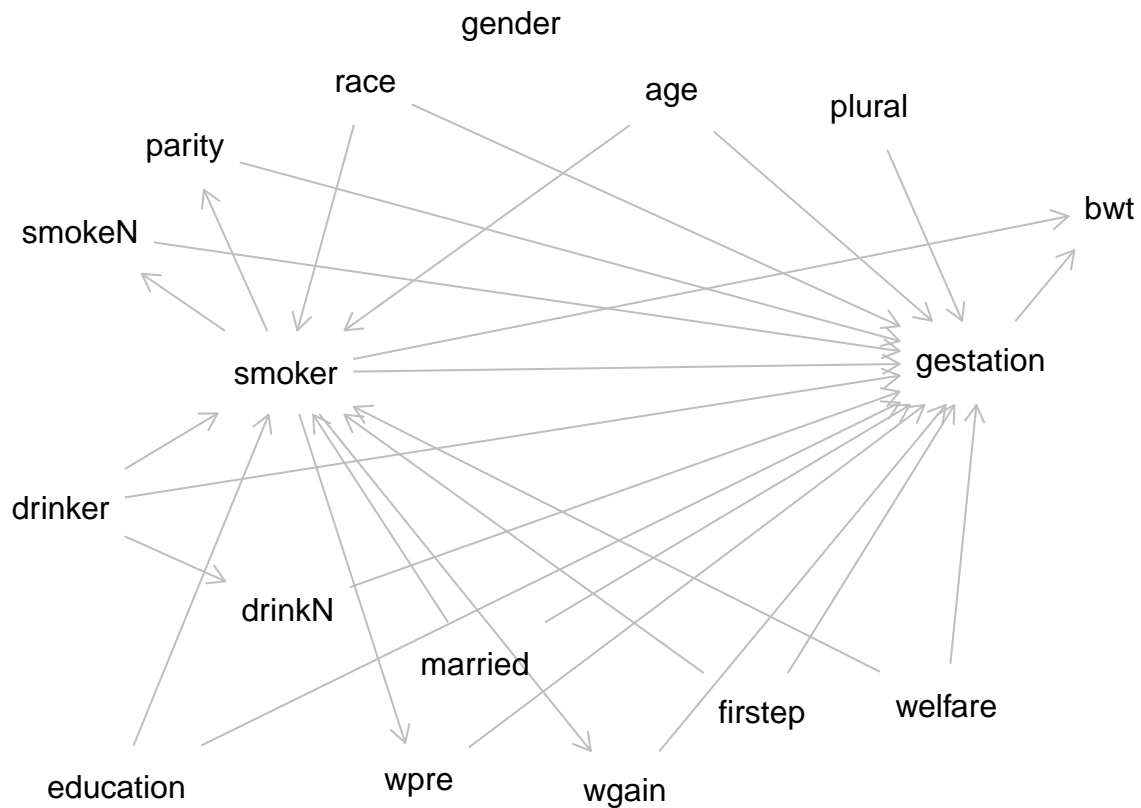 gender
race
age
plural
parity
bwt
smokeN
smoker
gestation
drinker
drinkN
married
firstep
welfare
education
wpre
wgain